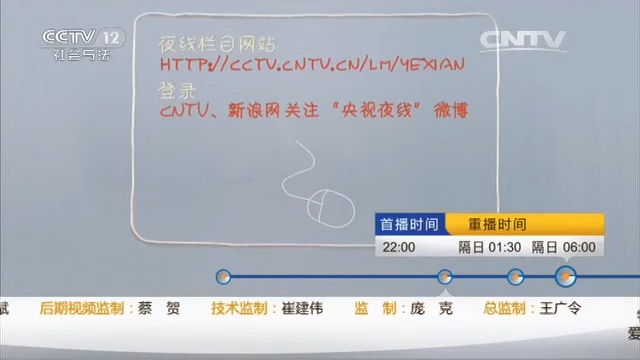 CCTV 12
社会与法
CNTV
夜线栏目网站
HTTP://CCTV.CNTV.CN/LM/YEXIAN
登录
CNTV、新浪网关注“央视夜线”微博
首播时间 重播时间
22:00 隔日 01:30 隔日 06:00
斌 后期视频监制：蔡 贺 技术监制：崔建伟 监 制：庞 克 总监制：王广令
爱